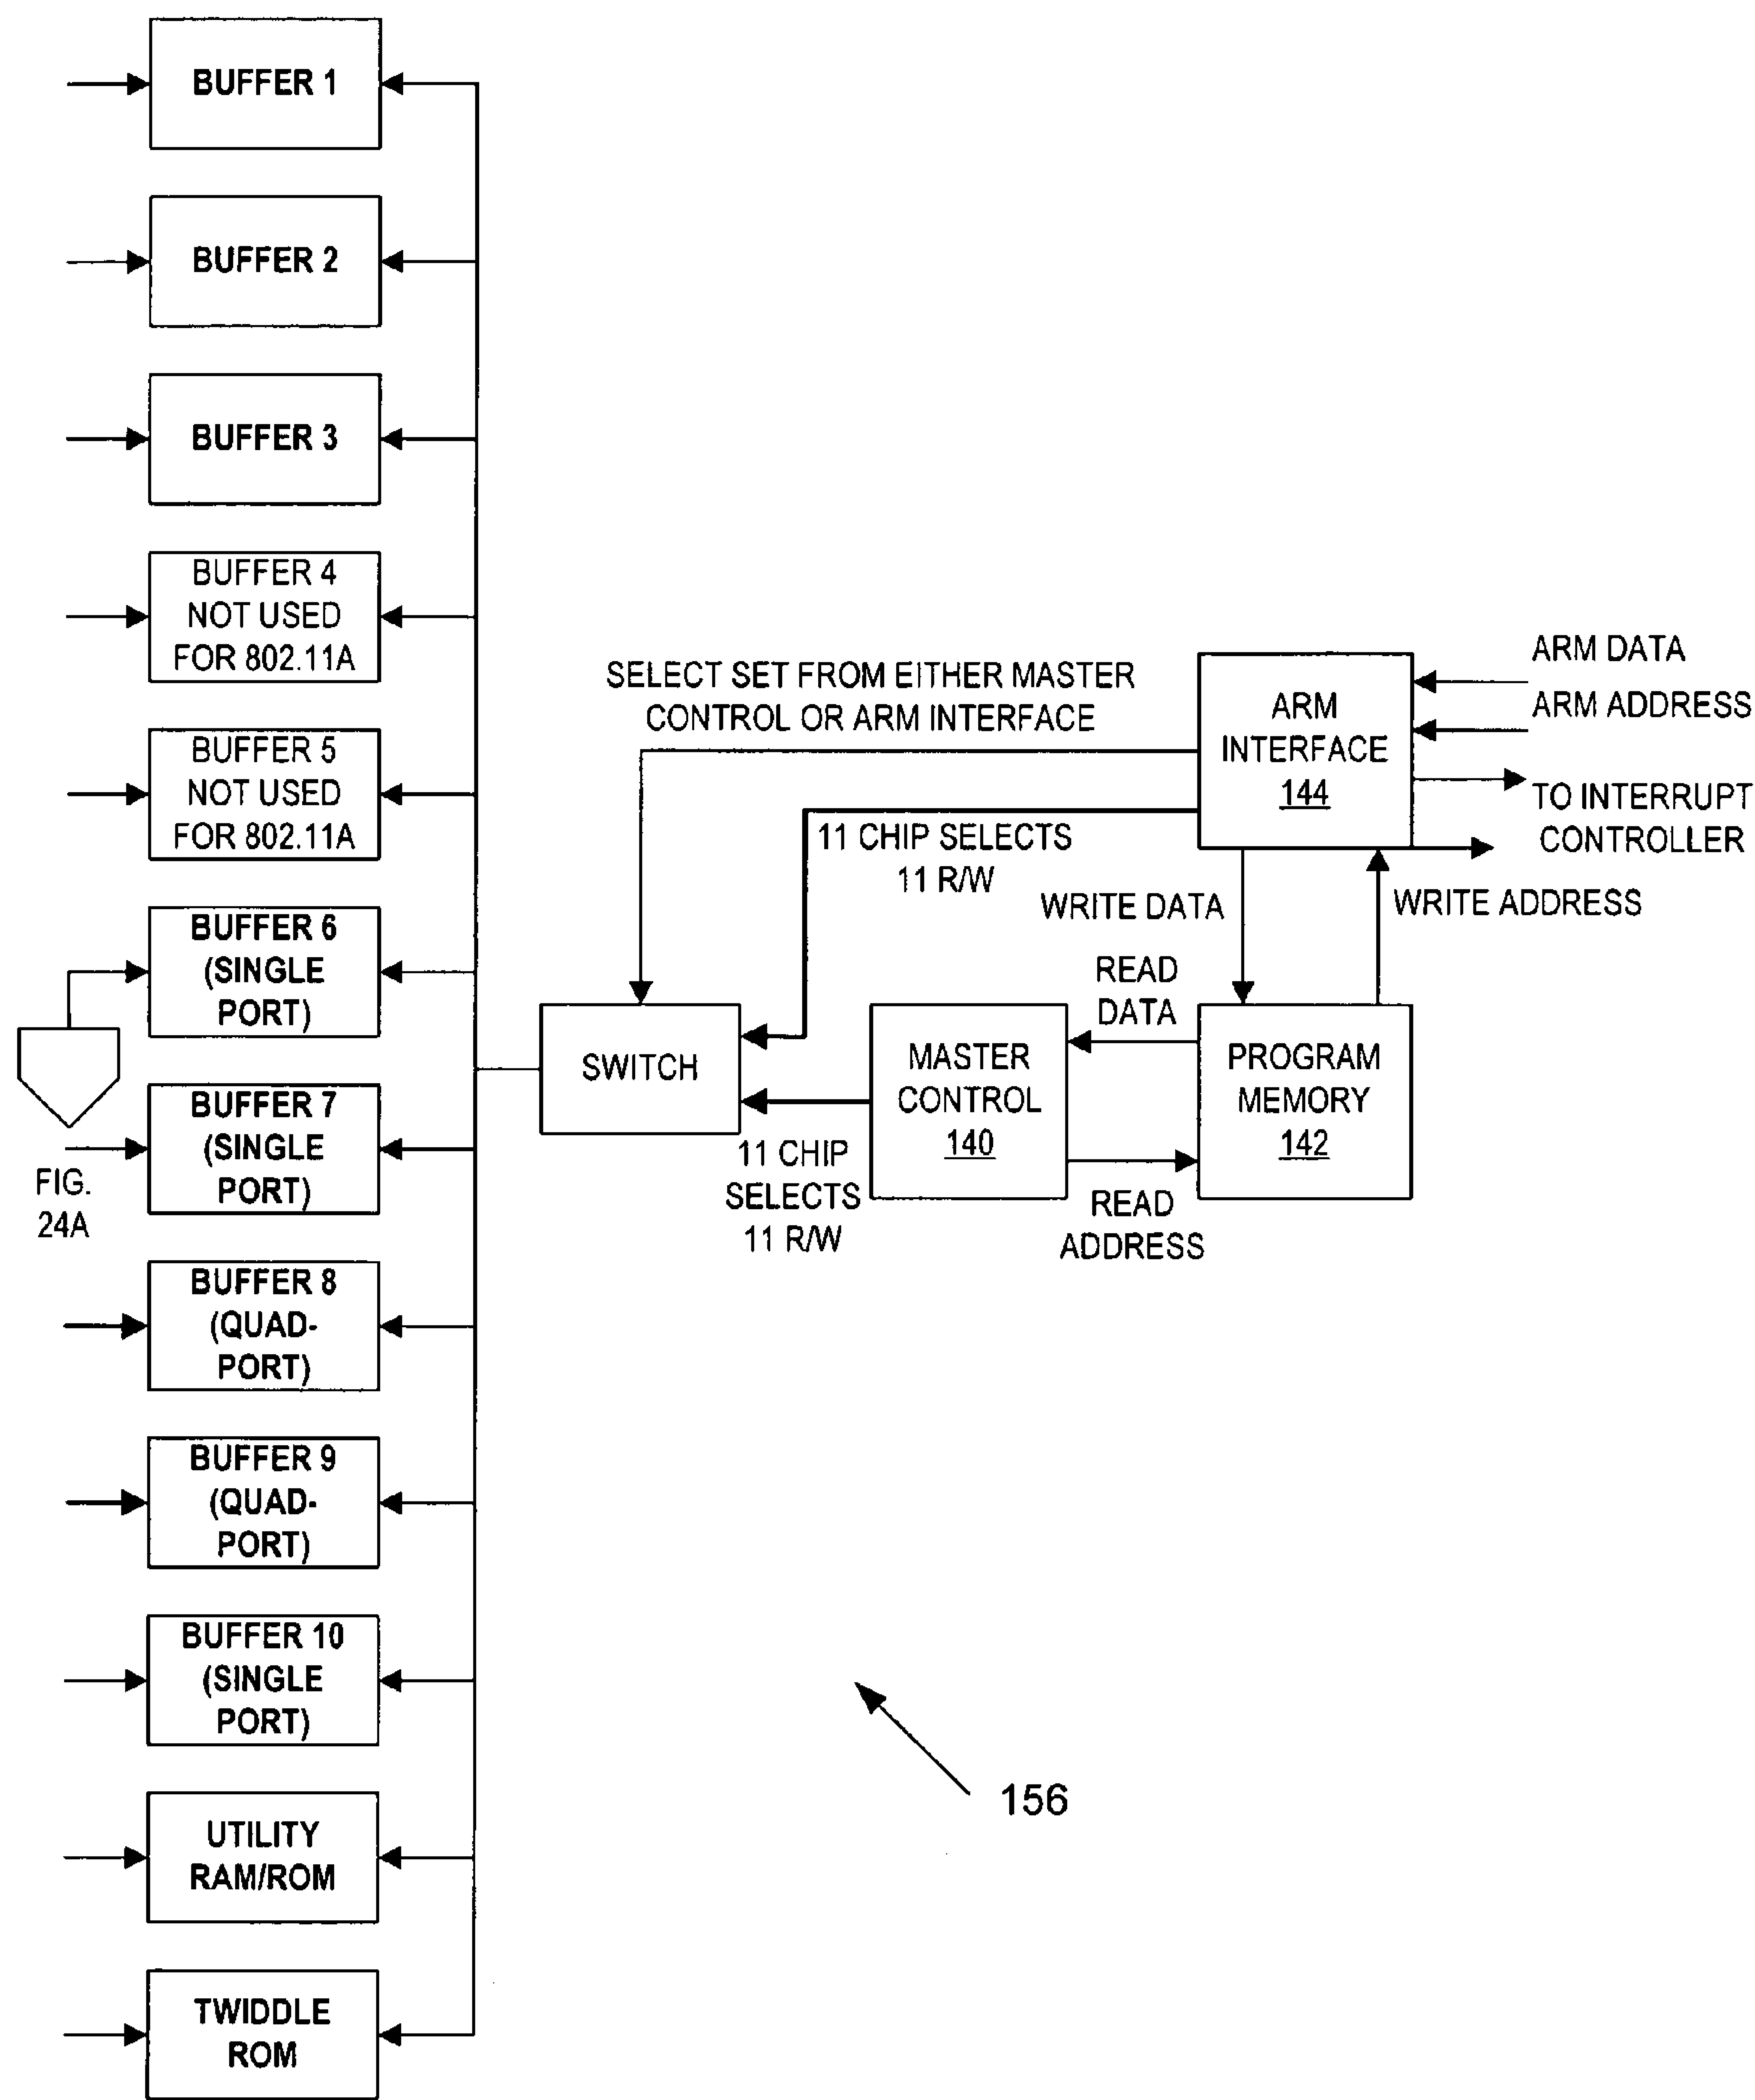 BUFFER 1
BUFFER 2
BUFFER 3
BUFFER 4
NOT USED
FOR 802.11A
BUFFER 5
NOT USED
FOR 802.11A
BUFFER 6
(SINGLE
PORT)
BUFFER 7
(SINGLE
PORT)
FIG.
24A
BUFFER 8
(QUAD-
PORT)
BUFFER 9
(QUAD-
PORT)
BUFFER 10
(SINGLE
PORT)
UTILITY
RAM/ROM
TWIDDLE
ROM
SELECT SET FROM EITHER MASTER
CONTROL OR ARM INTERFACE
11 CHIP SELECTS
11 R/W
SWITCH
11 CHIP
SELECTS
11 R/W
MASTER
CONTROL
140
READ
DATA
READ
ADDRESS
PROGRAM
MEMORY
142
WRITE DATA
WRITE ADDRESS
ARM
INTERFACE
144
ARM DATA
ARM ADDRESS
TO INTERRUPT
CONTROLLER
156